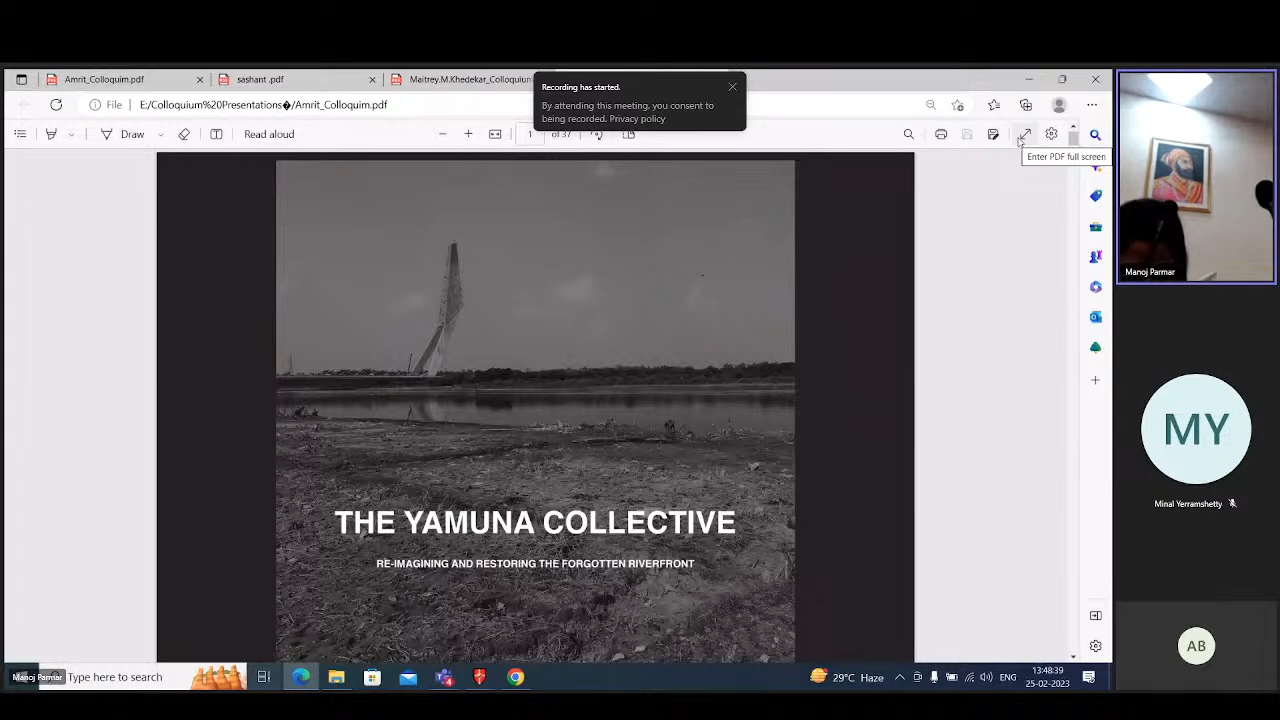 Amrit_Colloquim.pdf
sashant .pdf
Maitrey.M.Khedekar_Colloquium
Recording has started.
By attending this meeting, you consent to
being recorded. Privacy policy
File
E:/Colloquium%20Presentations�/Amrit_Colloquim.pdf
Draw
Read aloud
1
of 37
Enter PDF full screen
THE YAMUNA COLLECTIVE
RE-IMAGINING AND RESTORING THE FORGOTTEN RIVERFRONT
Manoj Parmar
MY
Minal Yerramshetty
AB
Manoj Parmar
Type here to search
4
29°C Haze
ENG
13:48:39
25-02-2023